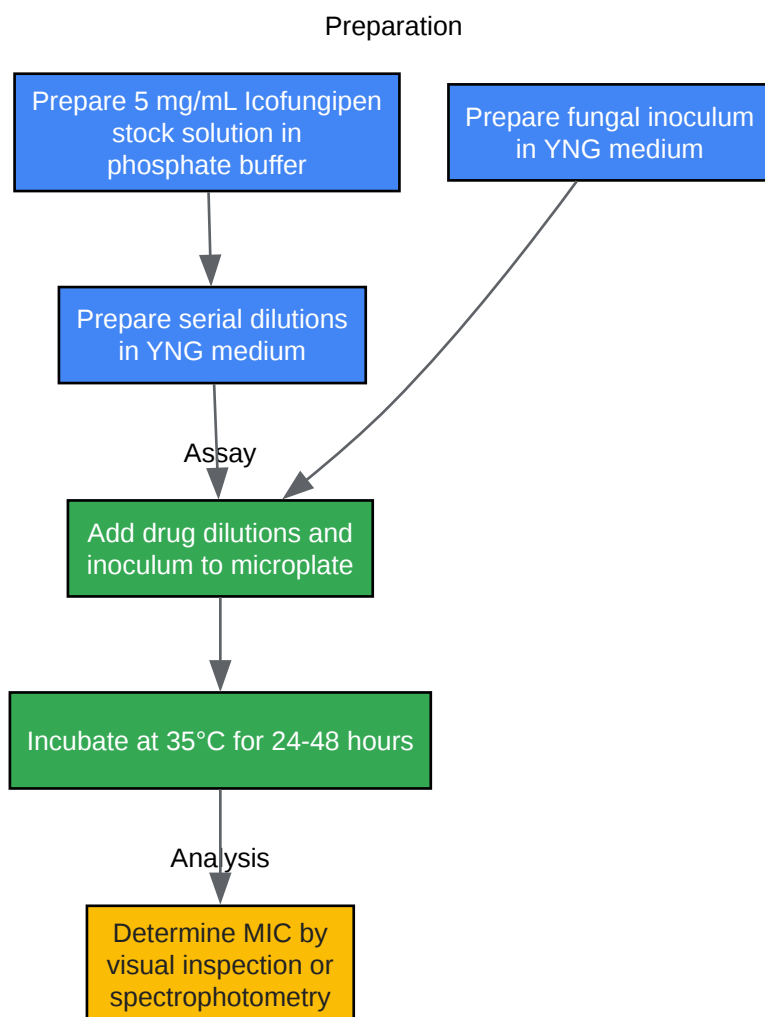 Preparation
Prepare 5 mg/mL Icofungipen
stock solution in
phosphate buffer
Prepare fungal inoculum
in YNG medium
Prepare serial dilutions
in YNG medium
Assay
Add drug dilutions and
inoculum to microplate
Incubate at 35°C for 24-48 hours
Analysis
Determine MIC by
visual inspection or
spectrophotometry